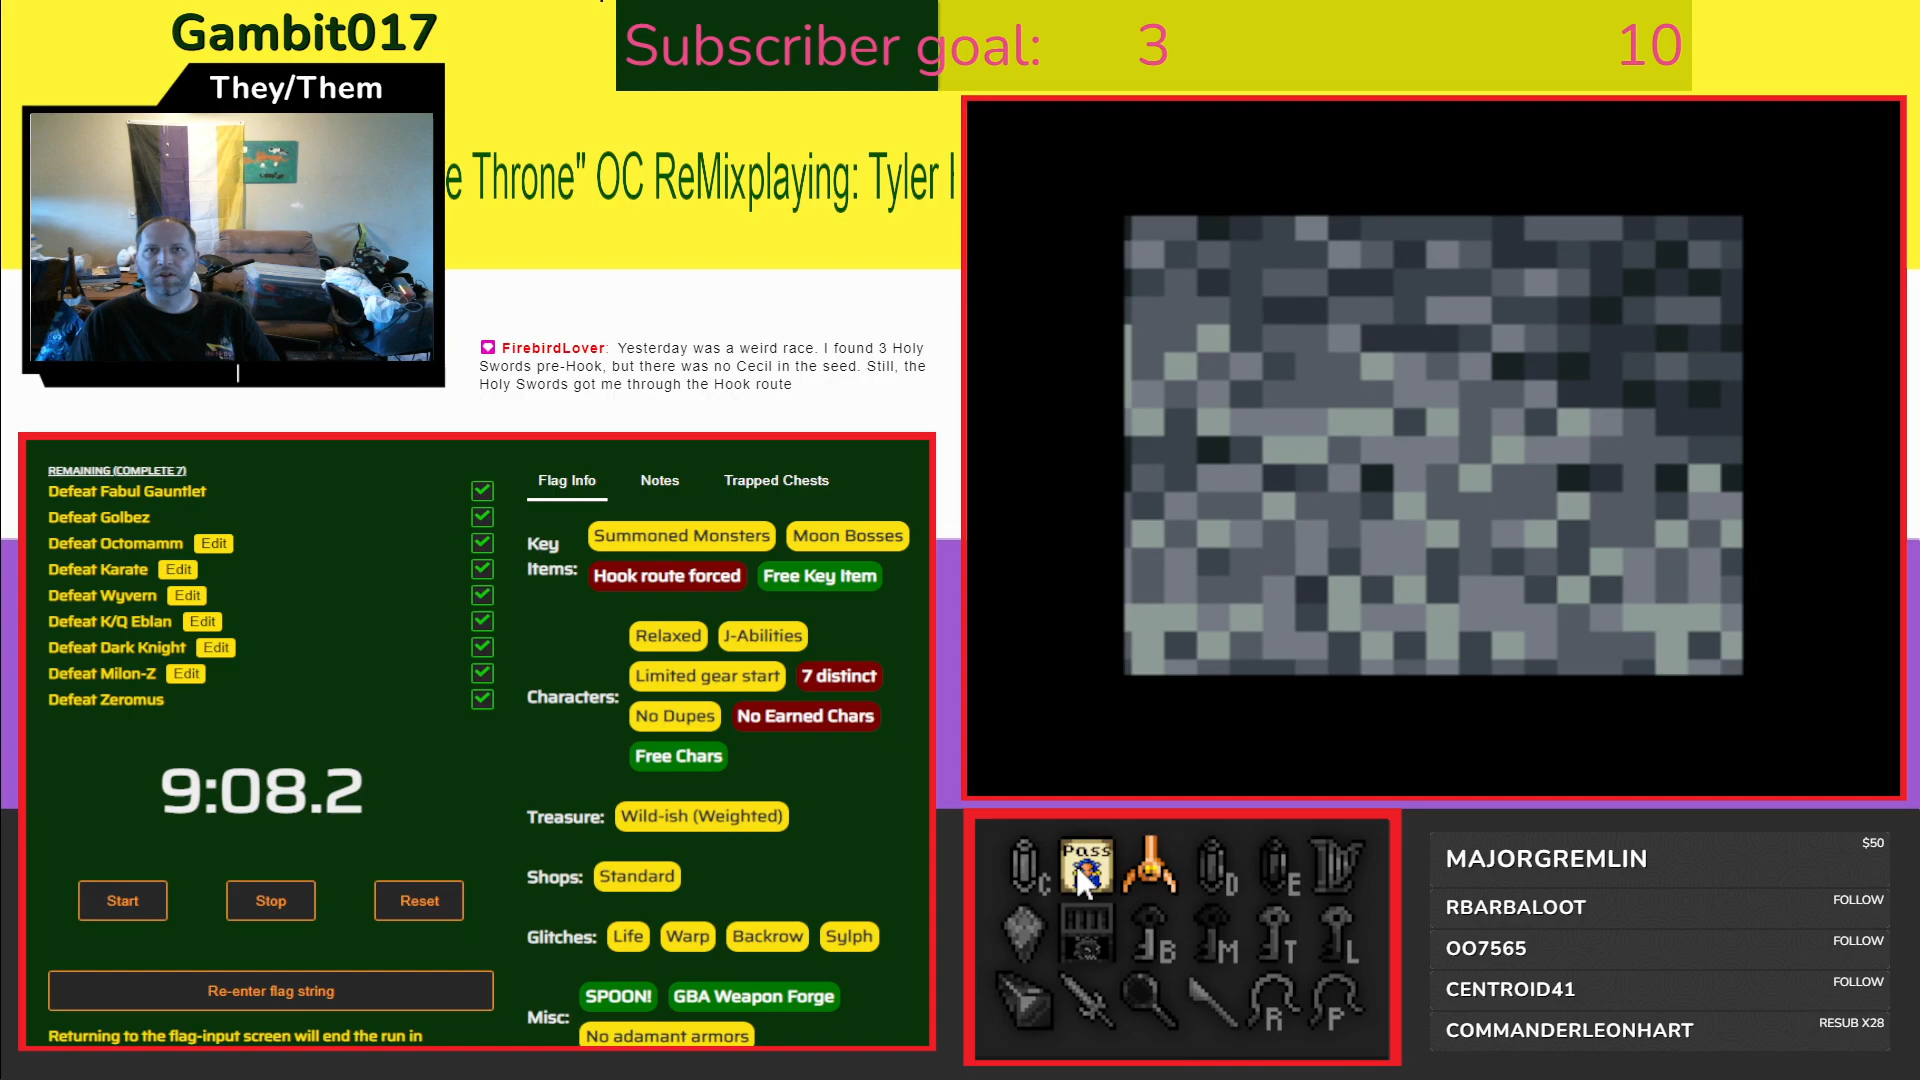 Gambit017
They/Them
Subscriber goal: 3 10
e Throne" OC ReMixplaying: Tyler
FirebirdLover: Yesterday was a weird race. I found 3 Holy
Swords pre-Hook, but there was no Cecil in the seed. Still, the
Holy Swords got me through the Hook route
REMAINING (COMPLETE 7)
Defeat Fabul Gauntlet
Defeat Golbez
Defeat Octomamm Edit
Defeat Karate Edit
Defeat Wyvern Edit
Defeat K/Q Eblan Edit
Defeat Dark Knight Edit
Defeat Milon-Z Edit
Defeat Zeromus
9:08.2
Start Stop Reset
Re-enter flag string
Returning to the flag-input screen will end the run in
Flag Info Notes Trapped Chests
Key Items: Summoned Monsters Moon Bosses
Hook route forced Free Key Item
Characters: Relaxed J-Abilities
Limited gear start 7 distinct
No Dupes No Earned Chars
Free Chars
Treasure: Wild-ish (Weighted)
Shops: Standard
Glitches: Life Warp Backrow Sylph
Misc: SPOON! GBA Weapon Forge
No adamant armors
C Pass D E
B M T L
R P
MAJORGREMLIN $50
RBARBALOOT FOLLOW
OO7565 FOLLOW
CENTROID41 FOLLOW
COMMANDERLEONHART RESUB X28